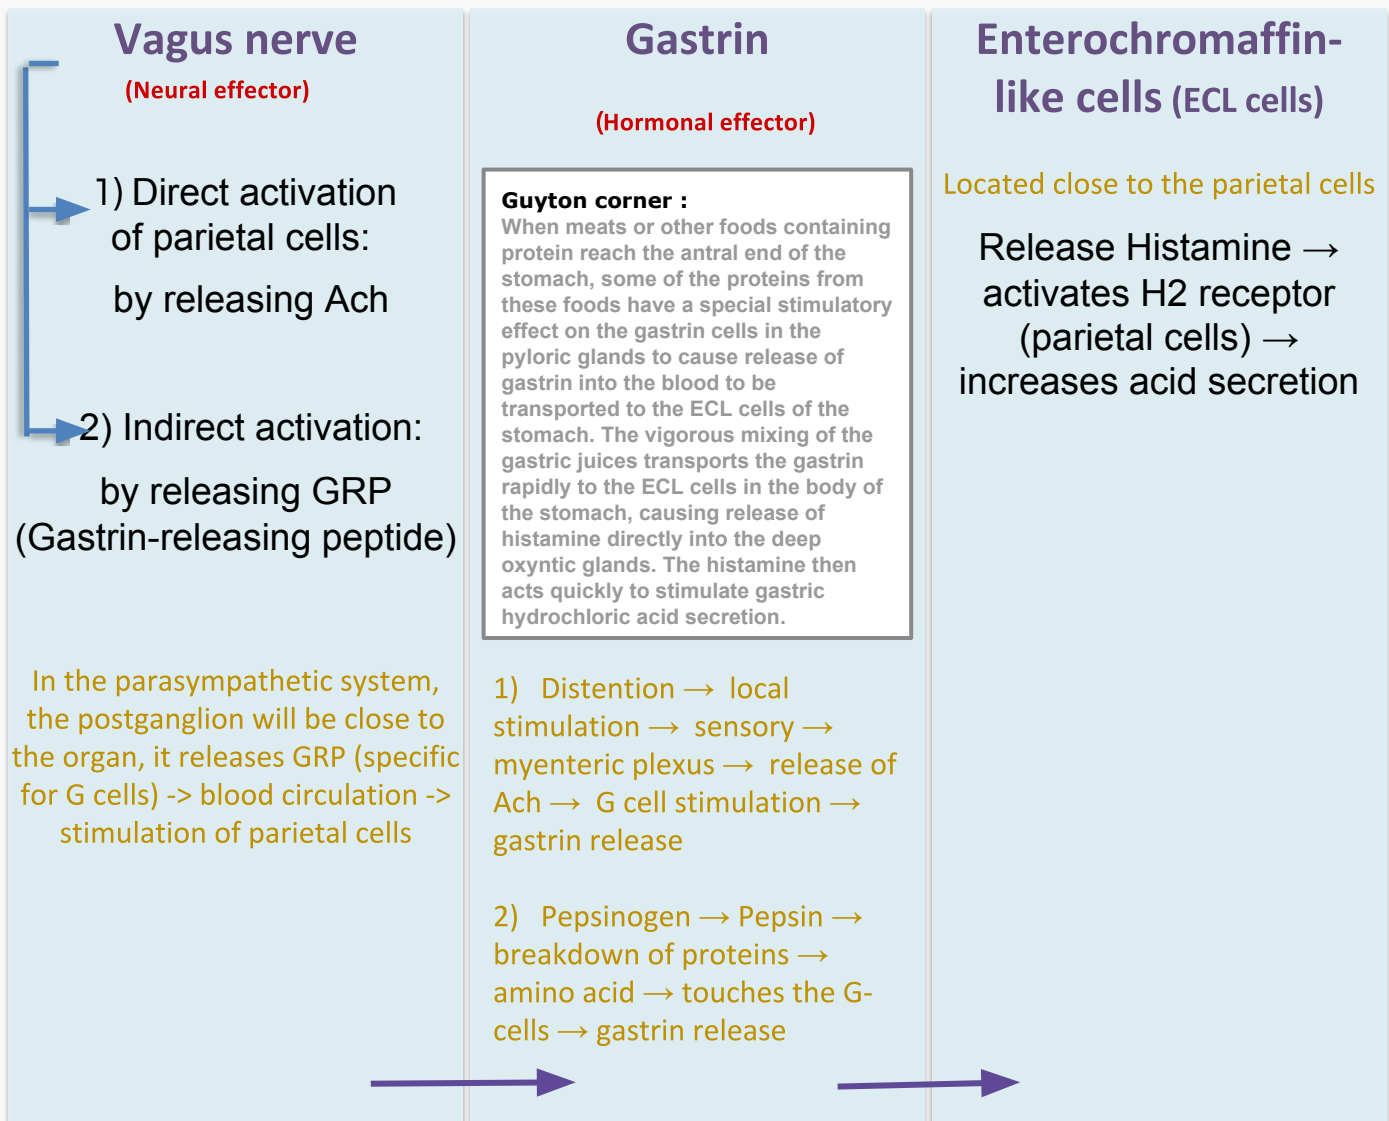 Vagus nerve
(Neural effector)
1) Direct activation
of parietal cells:
by releasing Ach
2) Indirect activation:
by releasing GRP
(Gastrin-releasing peptide)
In the parasympathetic system,
the postganglion will be close to
the organ, it releases GRP (specific
for G cells) -> blood circulation ->
stimulation of parietal cells
Gastrin
(Hormonal effector)
Guyton corner :
When meats or other foods containing
protein reach the antral end of the
stomach, some of the proteins from
these foods have a special stimulatory
effect on the gastrin cells in the
pyloric glands to cause release of
gastrin into the blood to be
transported to the ECL cells of the
stomach. The vigorous mixing of the
gastric juices transports the gastrin
rapidly to the ECL cells in the body of
the stomach, causing release of
histamine directly into the deep
oxyntic glands. The histamine then
acts quickly to stimulate gastric
hydrochloric acid secretion.
1) Distention → local
stimulation → sensory →
myenteric plexus → release of
Ach → G cell stimulation →
gastrin release
2) Pepsinogen → Pepsin →
breakdown of proteins →
amino acid → touches the G-
cells → gastrin release
Enterochromaffin-
like cells (ECL cells)
Located close to the parietal cells
Release Histamine →
activates H2 receptor
(parietal cells) →
increases acid secretion